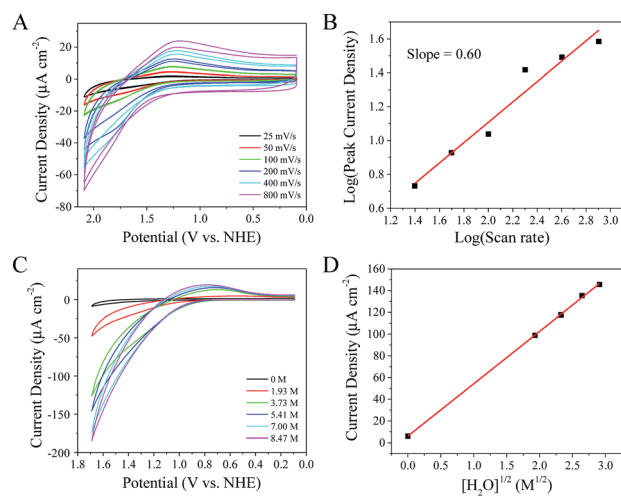 A
Current Density (μA cm⁻²)
20
0
-20
-40
-60
-80
25 mV/s
50 mV/s
100 mV/s
200 mV/s
400 mV/s
800 mV/s
2.0
1.5
1.0
0.5
0.0
Potential (V vs. NHE)
B
Log(Peak Current Density)
1.6
1.4
1.2
1.0
0.8
0.6
Slope = 0.60
1.2
1.4
1.6
1.8
2.0
2.2
2.4
2.6
2.8
3.0
Log(Scan rate)
C
Current Density (μA cm⁻²)
0
-50
-100
-150
-200
0 M
1.93 M
3.73 M
5.41 M
7.00 M
8.47 M
1.8
1.6
1.4
1.2
1.0
0.8
0.6
0.4
0.2
0.0
Potential (V vs. NHE)
D
Current Density (μA cm⁻²)
160
140
120
100
80
60
40
20
0
0.0
0.5
1.0
1.5
2.0
2.5
3.0
[H₂O]¹ᐟ² (M¹ᐟ²)